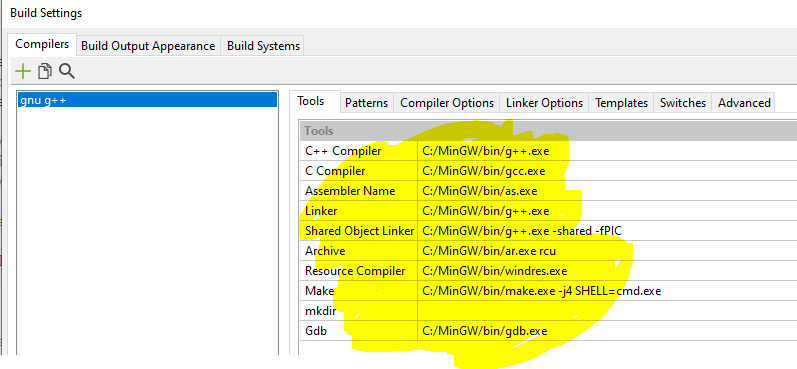 Build Settings
Compilers Build Output Appearance Build Systems
gnu g++
Tools Patterns Compiler Options Linker Options Templates Switches Advanced
Tools
C++ Compiler C:/MinGW/bin/g++.exe
C Compiler C:/MinGW/bin/gcc.exe
Assembler Name C:/MinGW/bin/as.exe
Linker C:/MinGW/bin/g++.exe
Shared Object Linker C:/MinGW/bin/g++.exe -shared -fPIC
Archive C:/MinGW/bin/ar.exe rcu
Resource Compiler C:/MinGW/bin/windres.exe
Make C:/MinGW/bin/make.exe -j4 SHELL=cmd.exe
mkdir
Gdb C:/MinGW/bin/gdb.exe